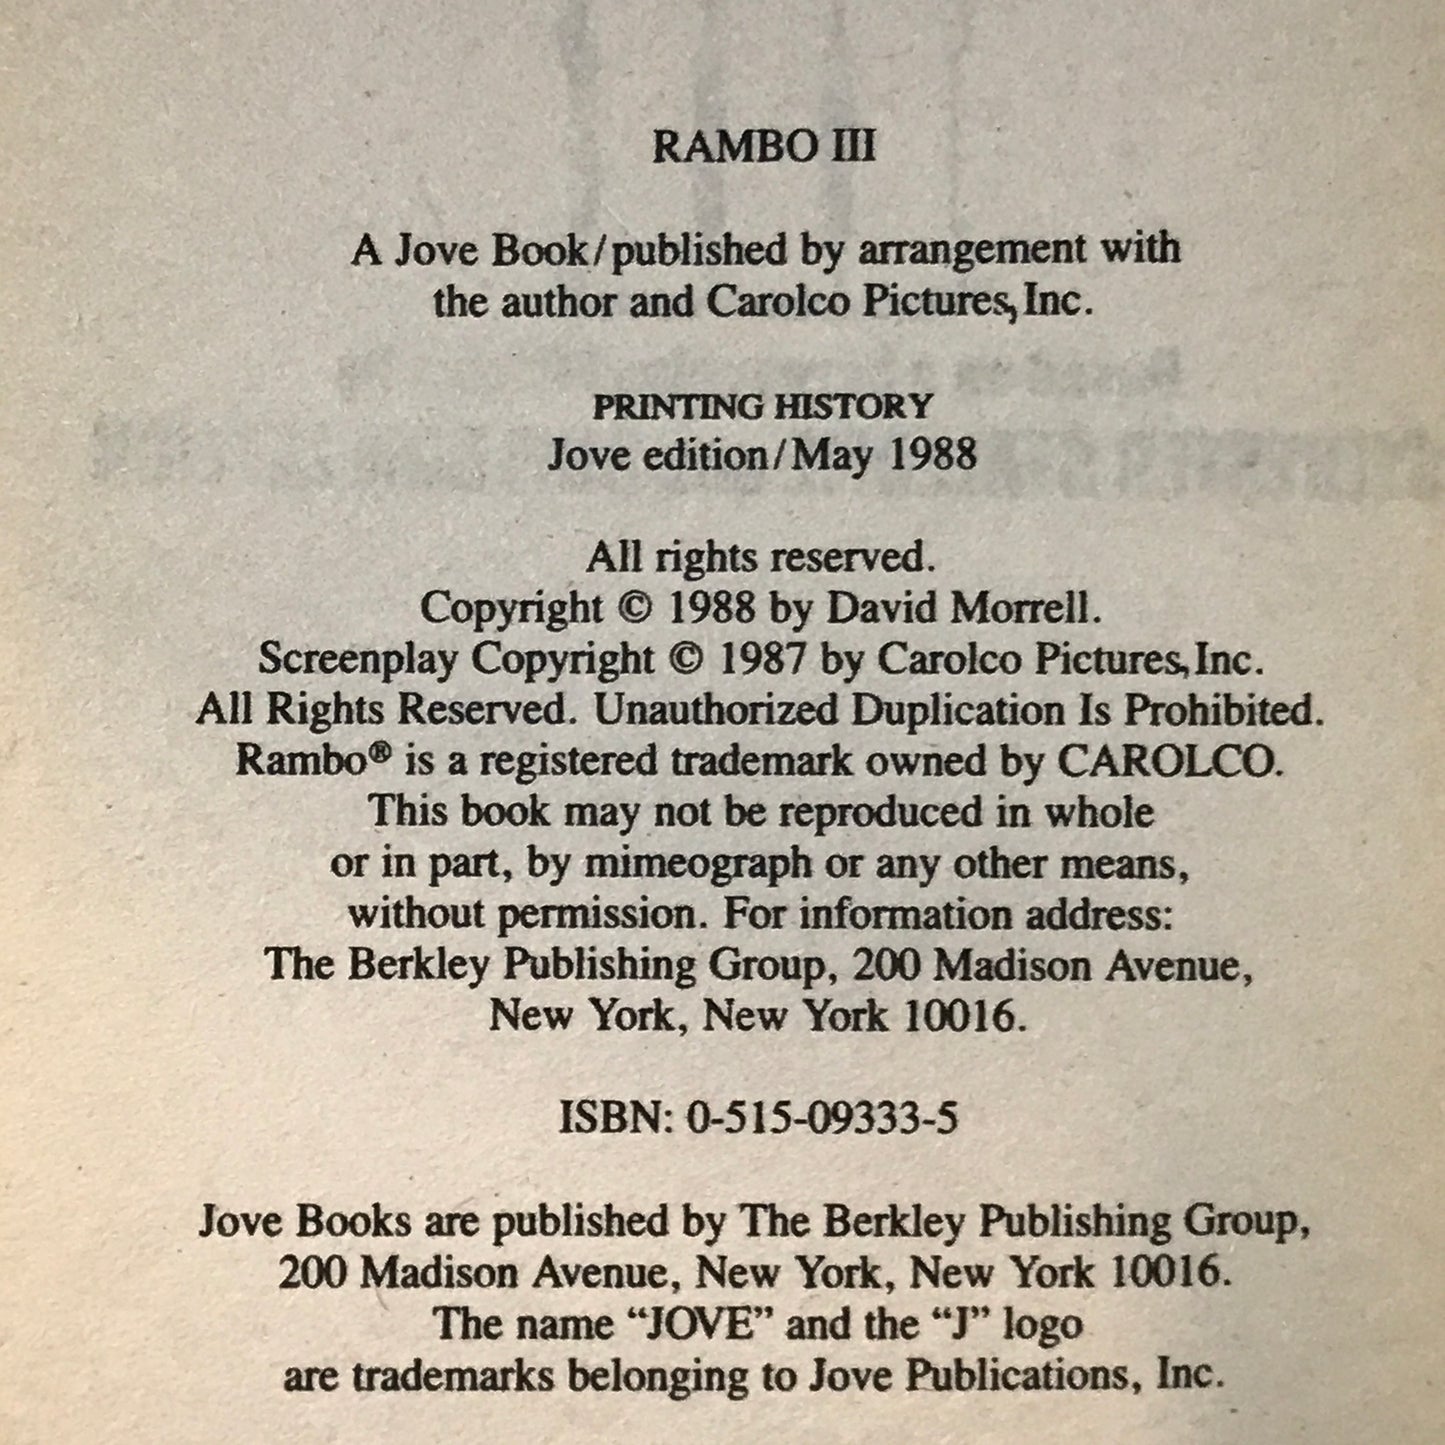 RAMBO III
A Jove Book/published by arrangement with
the author and Carolco Pictures, Inc.
PRINTING HISTORY
Jove edition/May 1988
All rights reserved.
Copyright © 1988 by David Morrell.
Screenplay Copyright © 1987 by Carolco Pictures, Inc.
All Rights Reserved. Unauthorized Duplication Is Prohibited.
Rambo® is a registered trademark owned by CAROLCO.
This book may not be reproduced in whole
or in part, by mimeograph or any other means,
without permission. For information address:
The Berkley Publishing Group, 200 Madison Avenue,
New York, New York 10016.
ISBN: 0-515-09333-5
Jove Books are published by The Berkley Publishing Group,
200 Madison Avenue, New York, New York 10016.
The name “JOVE” and the “J” logo
are trademarks belonging to Jove Publications, Inc.